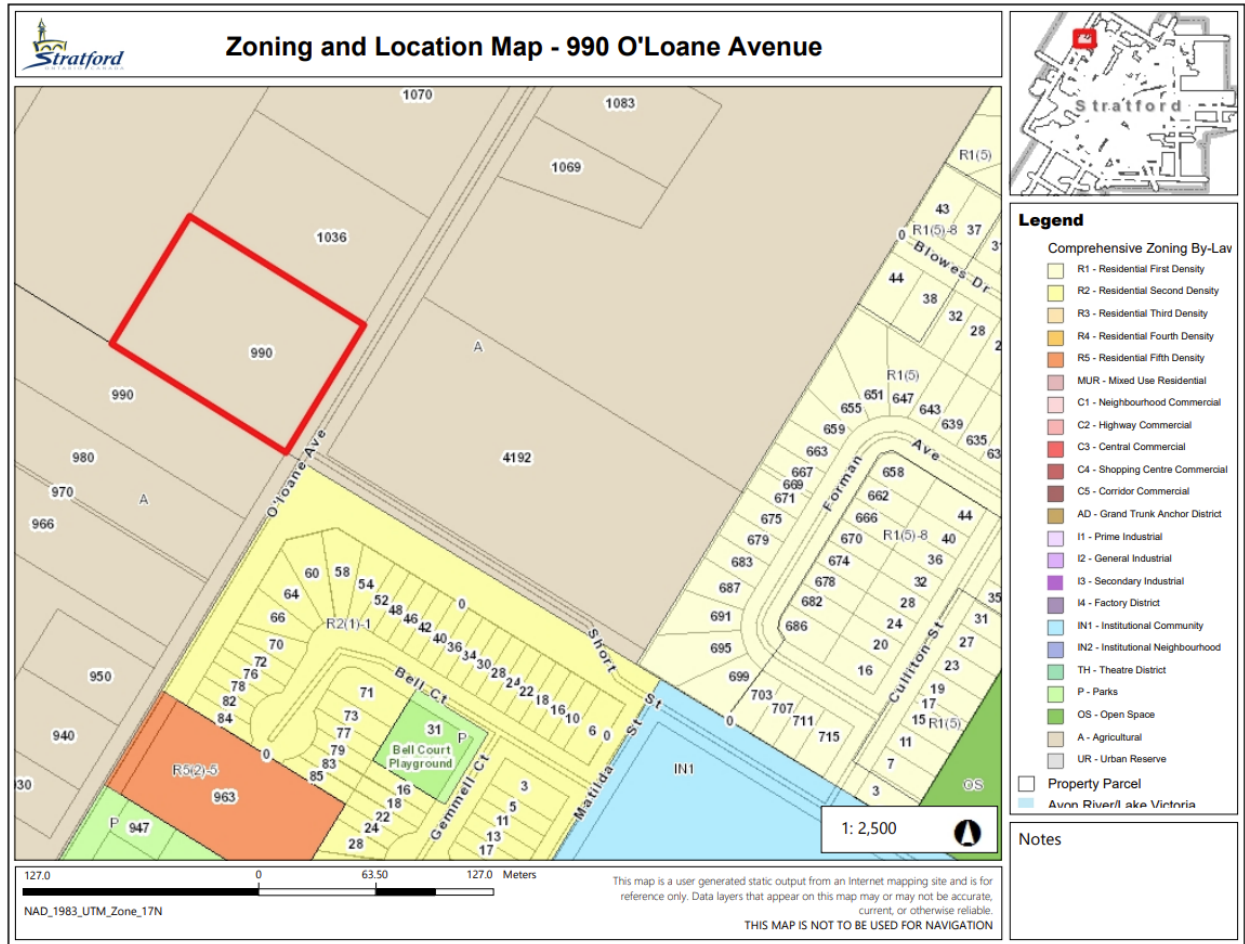 Stratford
ONTARIO CANADA
Zoning and Location Map - 990 O'Loane Avenue
Stratford
1070
1083
1069
R1(5)
1036
43
R1(5)-8
37
0
Blowes Dr
44
38
32
28
990
A
R1(5)
990
651
647
655
643
659
639
635
663
Forman Ave
980
O'loane Ave
4192
667
658
970
A
669
662
671
966
675
666
44
679
670
R1(5)-8
40
683
674
36
60
58
54
687
678
32
64
52
48
0
682
28
35
66
46
691
686
24
31
R2(1)-1
42
40
Short St
20
Culliton St
27
70
36
34
695
16
23
72
30
950
76
28
699
19
78
Bell Ct
24
703
17
82
71
22
707
15
R1(5)
84
18
0
711
73
31
P
16
715
11
940
77
10
0
79
Bell Court
Playground
6
0
7
83
Matilda St
IN1
R5(2)-5
85
16
OS
963
18
Gemmell Ct
3
3
22
5
P
947
24
11
28
13
17
1: 2,500
Legend
Comprehensive Zoning By-Law
R1 - Residential First Density
R2 - Residential Second Density
R3 - Residential Third Density
R4 - Residential Fourth Density
R5 - Residential Fifth Density
MUR - Mixed Use Residential
C1 - Neighbourhood Commercial
C2 - Highway Commercial
C3 - Central Commercial
C4 - Shopping Centre Commercial
C5 - Corridor Commercial
AD - Grand Trunk Anchor District
I1 - Prime Industrial
I2 - General Industrial
I3 - Secondary Industrial
I4 - Factory District
IN1 - Institutional Community
IN2 - Institutional Neighbourhood
TH - Theatre District
P - Parks
OS - Open Space
A - Agricultural
UR - Urban Reserve
Property Parcel
Avon River/Lake Victoria
Notes
127.0
0
63.50
127.0
Meters
NAD_1983_UTM_Zone_17N
This map is a user generated static output from an Internet mapping site and is for
reference only. Data layers that appear on this map may or may not be accurate,
current, or otherwise reliable.
THIS MAP IS NOT TO BE USED FOR NAVIGATION